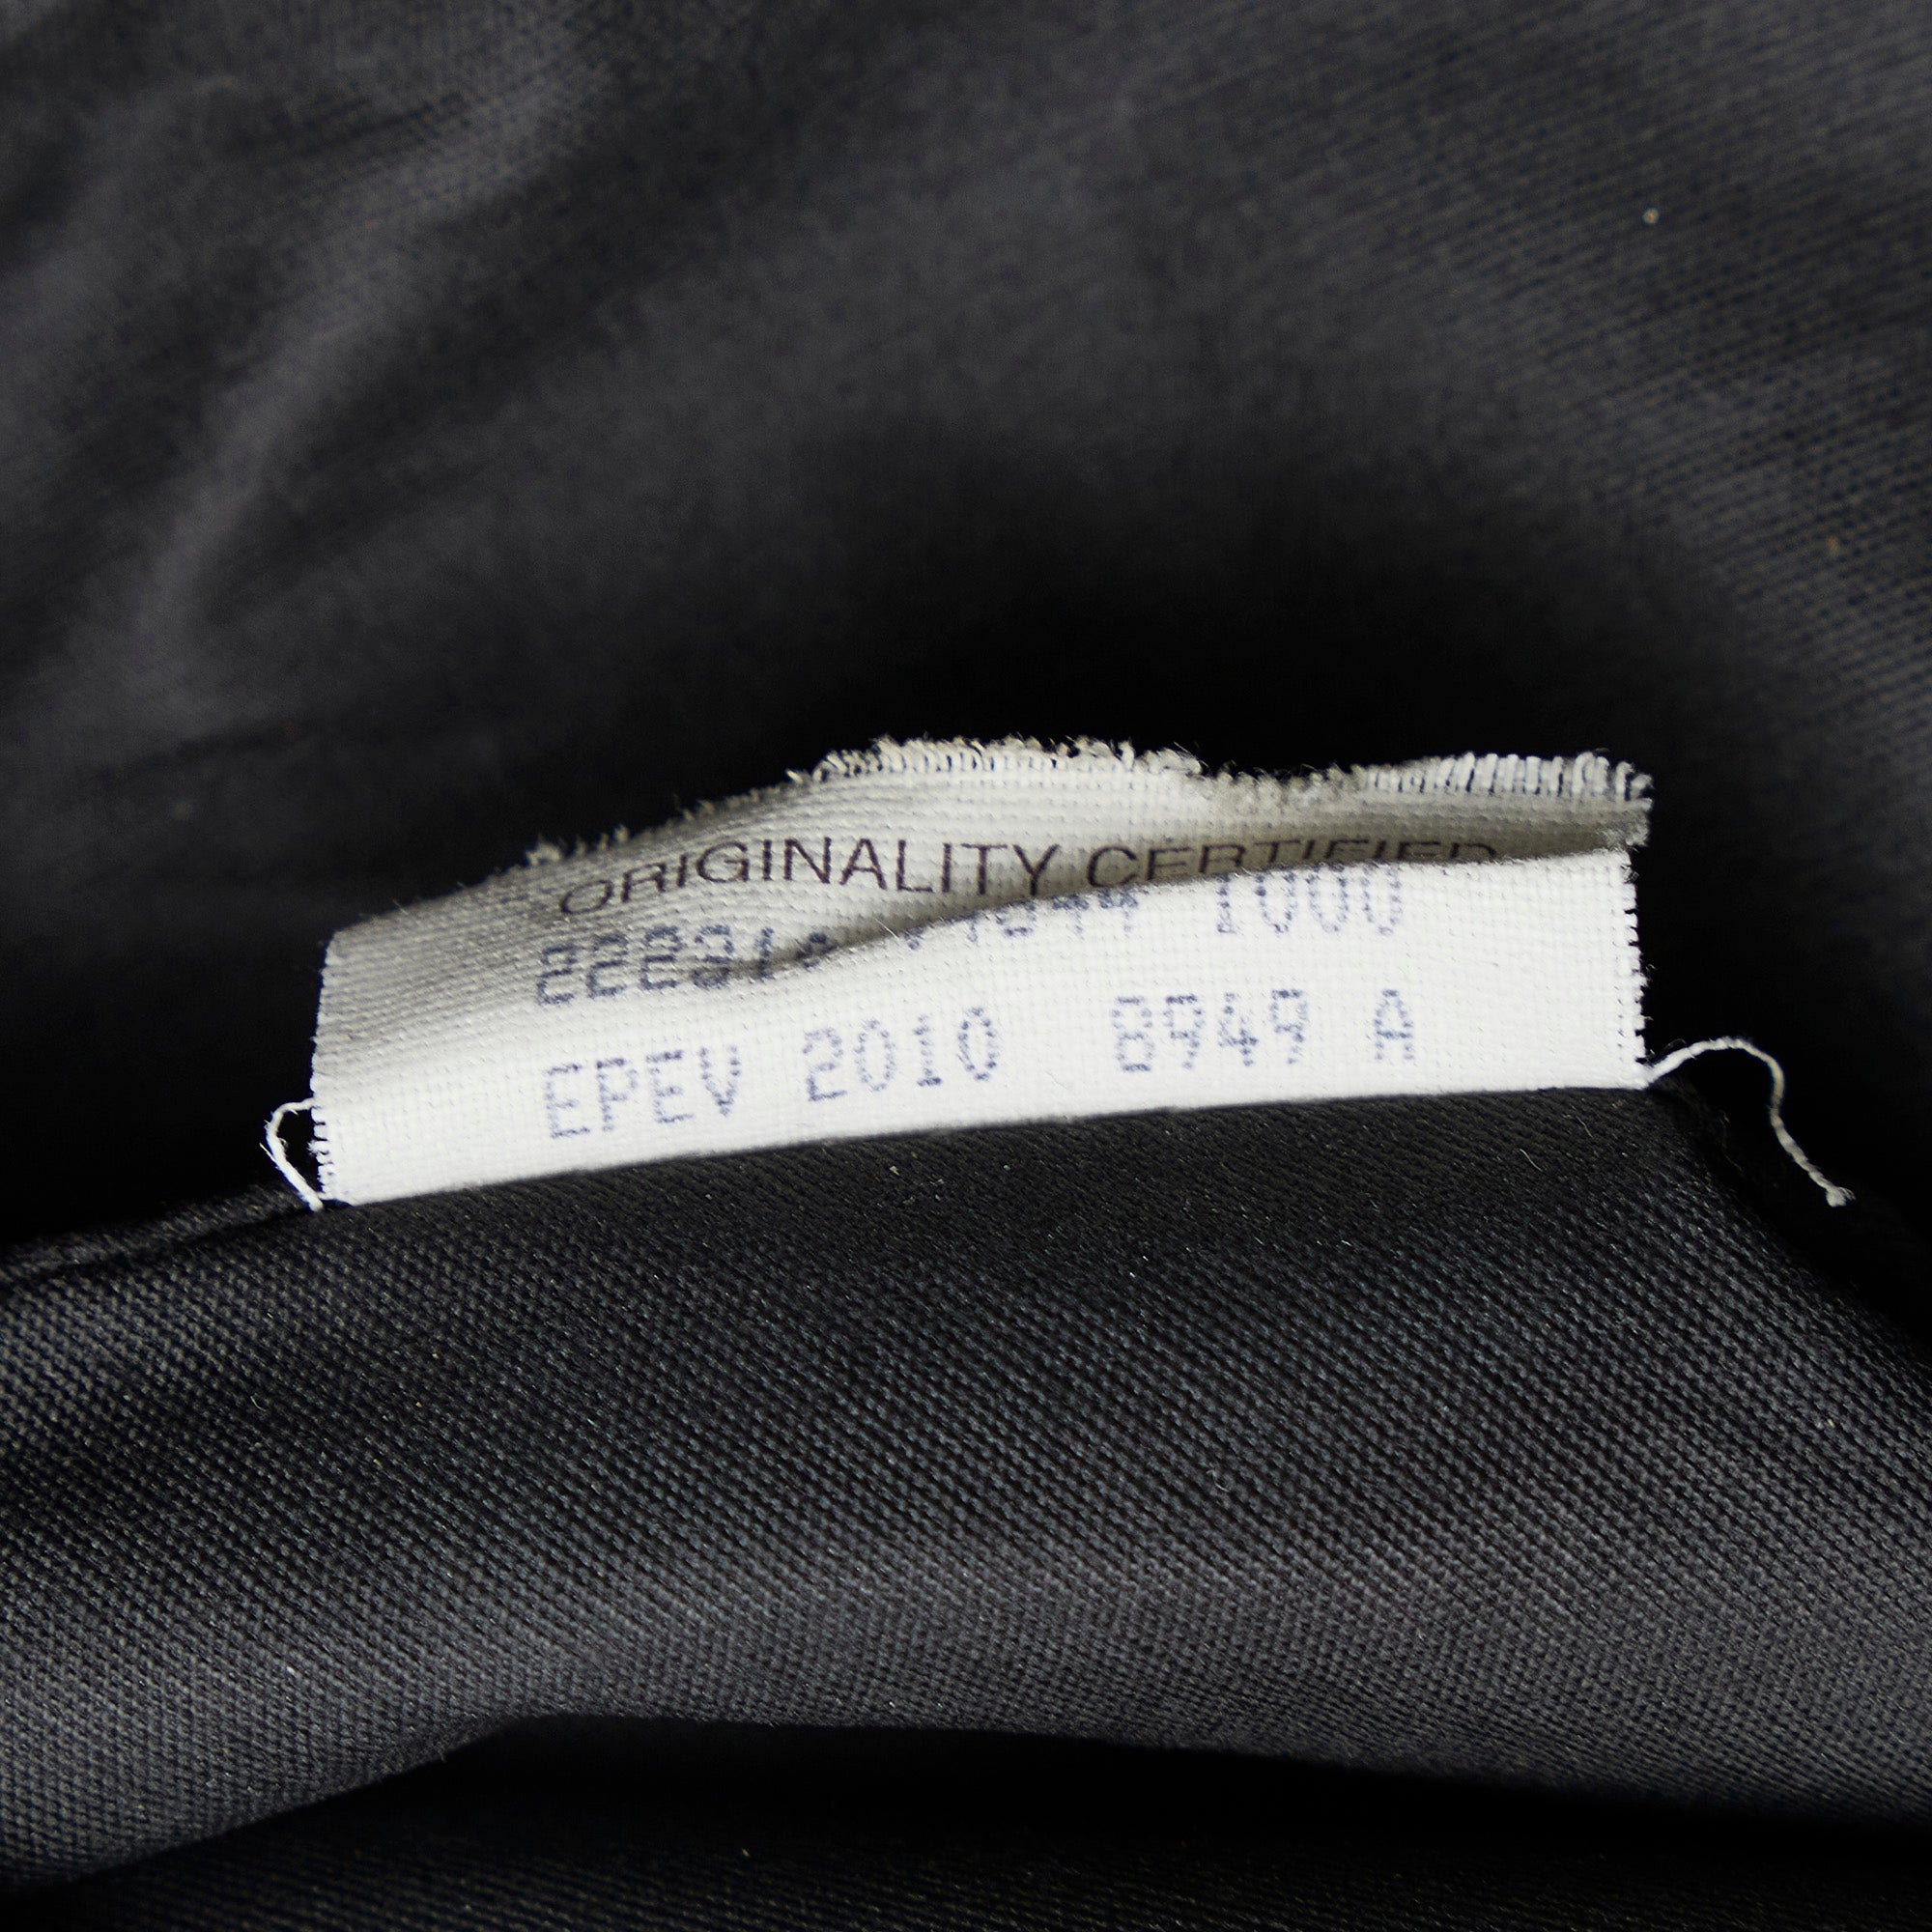 ORIGINALITY CERTIFIED
1000
EPEV 2010 8949 A